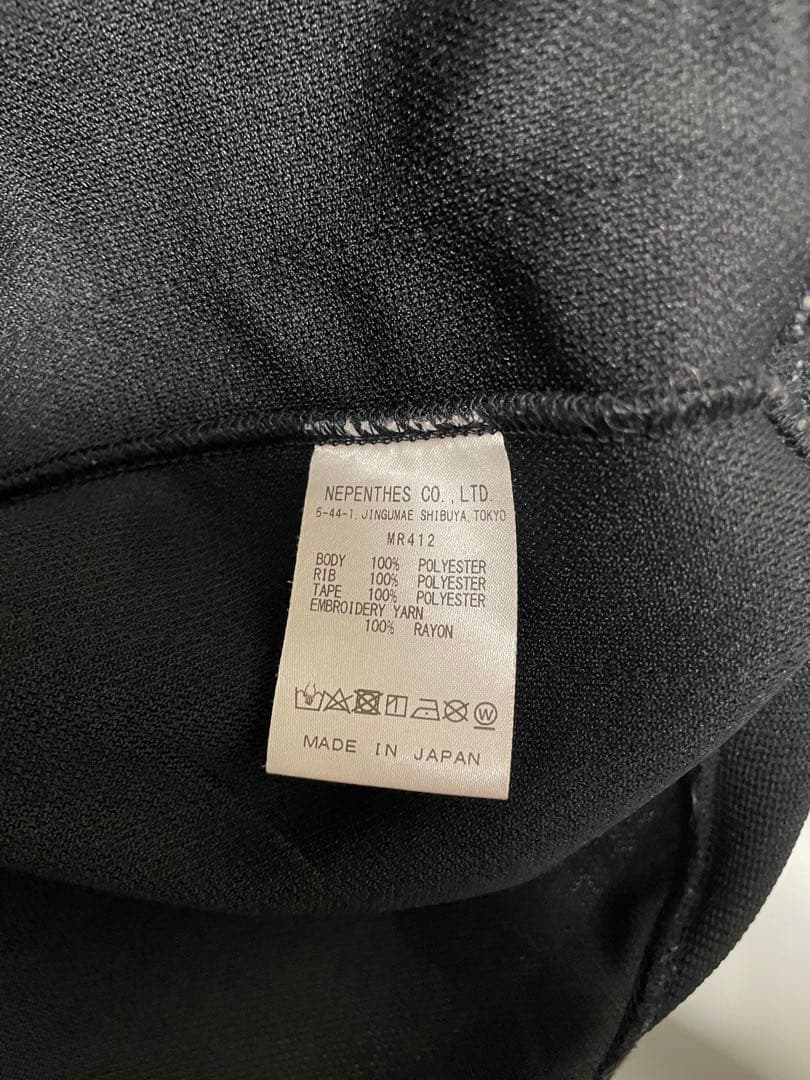 NEPENTHES CO.,LTD.
5-44-1, JINGUMAE SHIBUYA, TOKYO
MR412
BODY 100% POLYESTER
RIB 100% POLYESTER
TAPE 100% POLYESTER
EMBROIDERY YARN
100% RAYON
W
MADE IN JAPAN